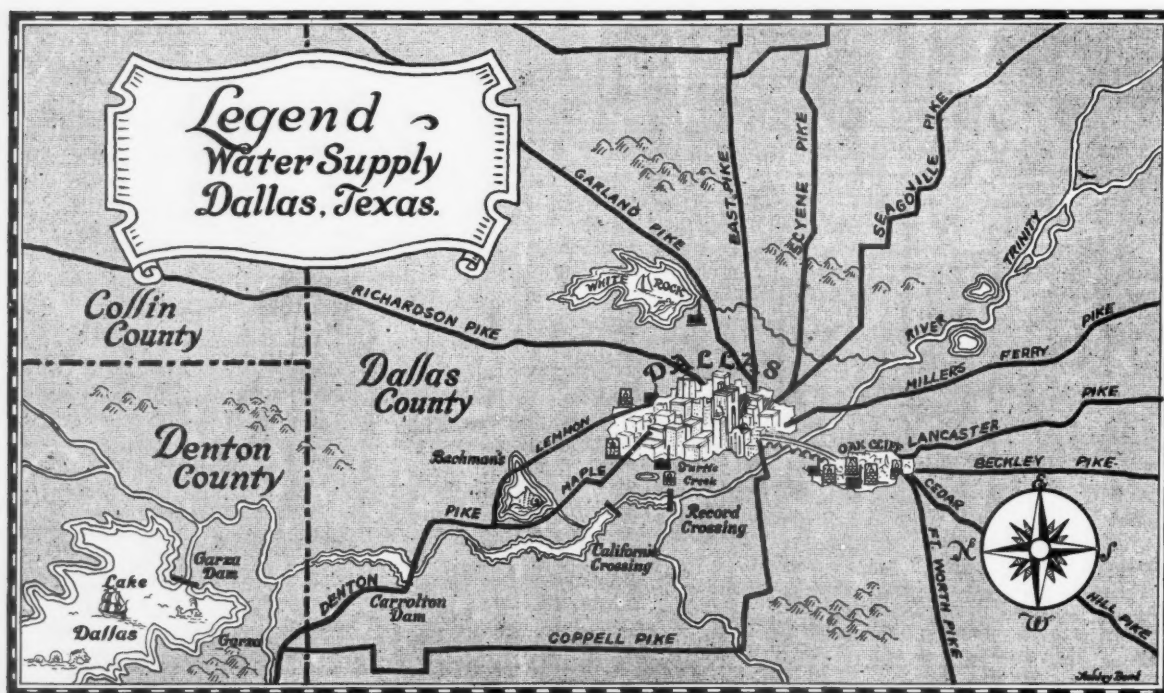 Legend
Water Supply
Dallas, Texas.
GARLAND PIKE
EAST PIKE
CYENE PIKE
SEAGOVILLE PIKE
TRINITY RIVER
WHITE ROCK
Collin
County
RICHARDSON PIKE
MILLERS FERRY PIKE
DALLAS
Dallas
County
Denton
County
LEMMON
Bachman's
MAPLE
PIKE
Turtle
Creek
OAK CLIFF
LANCASTER PIKE
BECKLEY PIKE
CEDAR HILL PIKE
Record
Crossing
California
Crossing
FT. WORTH PIKE
E
N
S
W
Garza
Dam
Lake
Dallas
Garza
DENTON
Carrolton
Dam
COPPELL PIKE